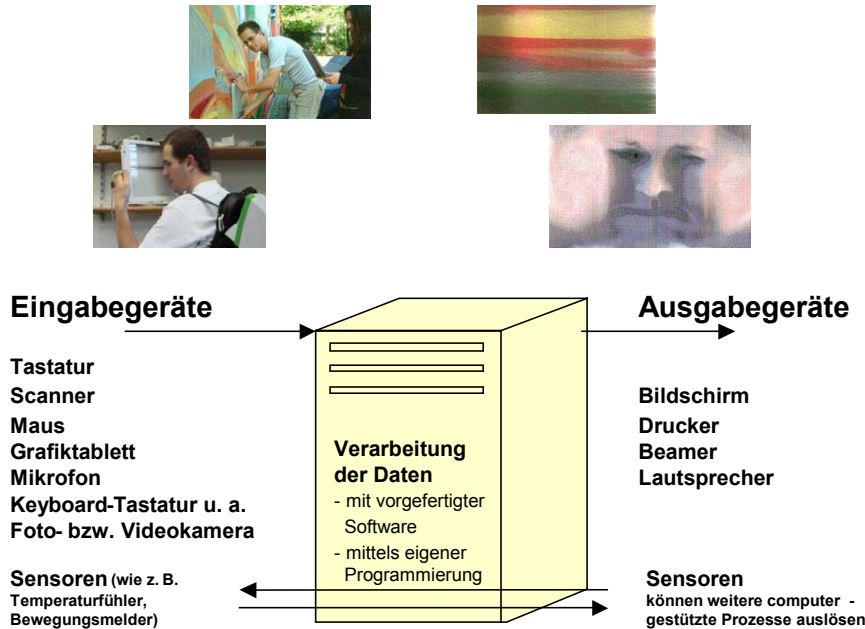 Eingabegeräte
Tastatur
Scanner
Maus
Grafiktablett
Mikrofon
Keyboard-Tastatur u. a.
Foto- bzw. Videokamera
Sensoren (wie z. B.
Temperaturfühler,
Bewegungsmelder)
Verarbeitung
der Daten
- mit vorgefertigter
Software
- mittels eigener
Programmierung
Ausgabegeräte
Bildschirm
Drucker
Beamer
Lautsprecher
Sensoren
können weitere computer -
gestützte Prozesse auslösen